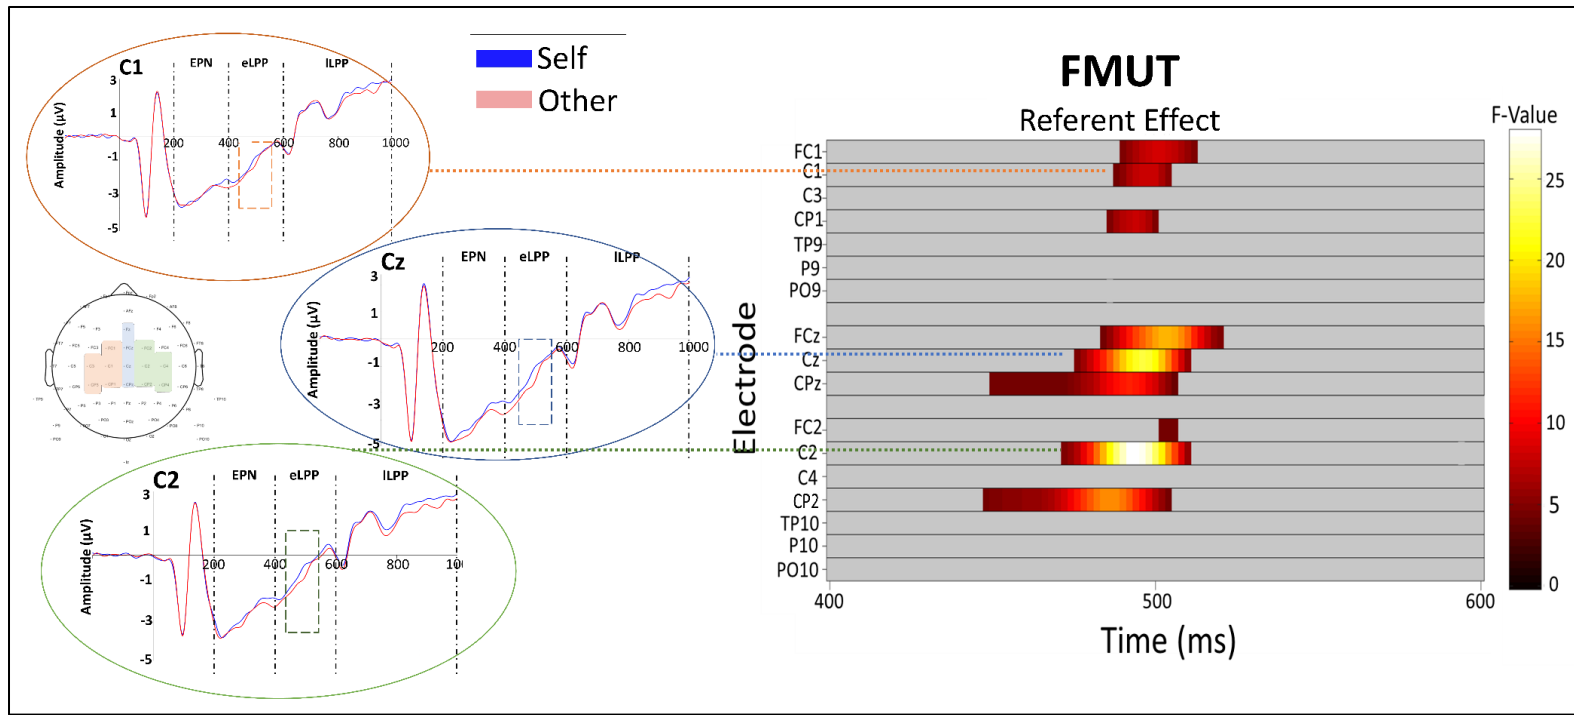 C1
EPN
eLPP
lLPP
3
1
-1
-3
-5
200
400
600
800
1000
Amplitude (µV)
Self
Other
Cz
EPN
eLPP
lLPP
3
1
-1
-3
-5
200
400
600
800
1000
Amplitude (µV)
C2
EPN
eLPP
lLPP
3
1
-1
-3
-5
200
400
600
800
Amplitude (µV)
FMUT
Referent Effect
F-Value
25
20
15
10
5
0
Electrode
FC1
C1
C3
CP1
TP9
P9
PO9
FCz
Cz
CPz
FC2
C2
C4
CP2
TP10
P10
PO10
400
500
600
Time (ms)